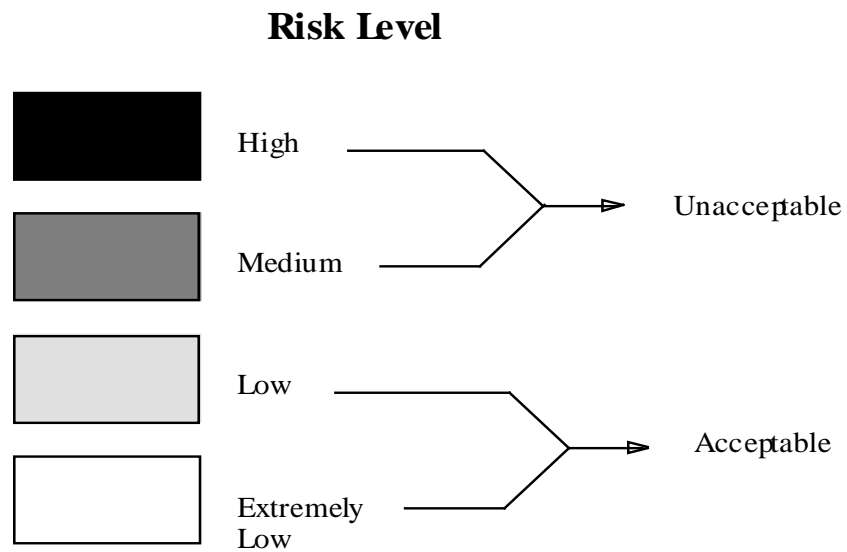 Risk Level
High
Unacceptable
Medium
Low
Acceptable
Extremely
Low